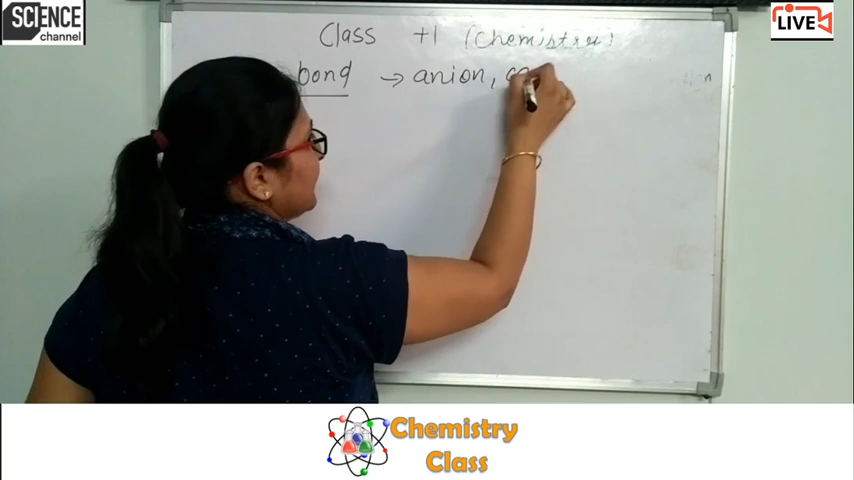 SCIENCE
channel
LIVE
Class +1 (Chemistry)
bond → anion,
Chemistry
Class